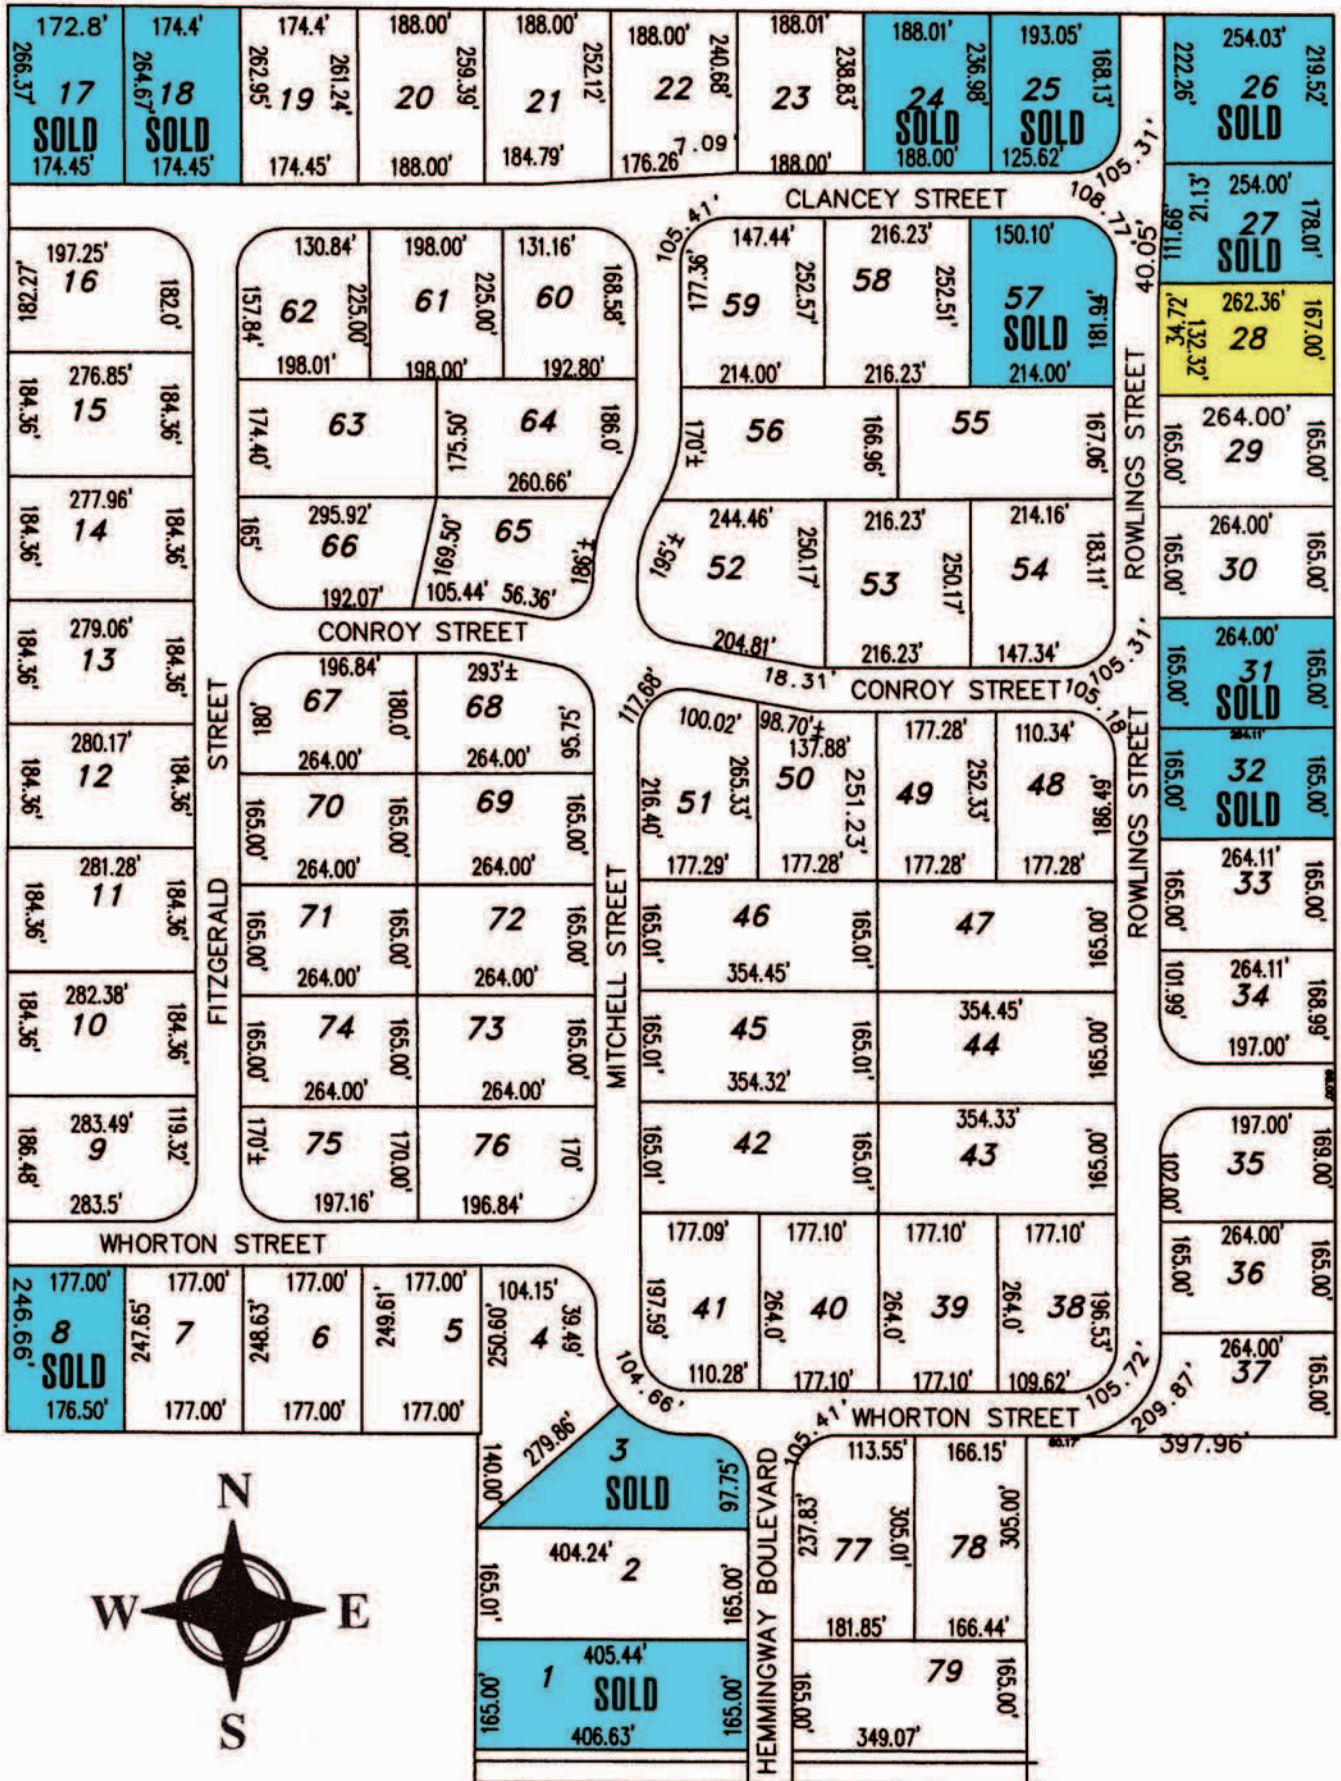 172.8' 174.4' 174.4' 188.00' 188.00' 188.00' 188.01' 188.01' 193.05' 254.03'
266.37' 264.67' 262.95' 261.24' 259.39' 252.12' 240.68' 238.83' 236.98' 168.13' 222.26' 219.52'
17 18 19 20 21 22 23 24 25 26
SOLD SOLD SOLD SOLD SOLD
174.45' 174.45' 174.45' 188.00' 184.79' 176.26' 7.09' 188.00' 188.00' 125.62'
105.31'
CLANCEY STREET
108.77'
105.41'
40.05'
111.66' 21.13' 254.00' 178.01'
27
SOLD
197.25'
182.27' 16 182.0'
130.84' 198.00' 131.16' 147.44' 216.23' 150.10'
157.84' 62 225.00' 61 225.00' 60 168.58' 177.36' 59 252.57' 58 252.51' 57 181.94'
SOLD
198.01' 198.00' 192.80' 214.00' 216.23' 214.00'
34.72' 132.32' 262.36' 167.00'
28
276.85'
184.36' 15 184.36'
174.40' 63 175.50' 64 186.0'
260.66'
170'± 56 166.96' 55 167.06'
ROWLINGS STREET
264.00'
165.00' 29 165.00'
277.96'
184.36' 14 184.36'
295.92'
165' 66 169.50' 65 186'±
192.07' 105.44' 56.36'
244.46' 216.23' 214.16'
195'± 52 250.17' 53 250.17' 54 183.11'
204.81' 216.23' 147.34'
264.00'
165.00' 30 165.00'
CONROY STREET
279.06'
184.36' 13 184.36'
105.31'
18.31'
CONROY STREET
105.18'
117.68'
264.00'
165.00' 31 165.00'
SOLD
196.84' 293'±
180' 67 180.0' 68 95.75'
264.00' 264.00'
STREET
280.17'
184.36' 12 184.36'
100.02' 98.70'± 137.88' 177.28' 110.34'
216.40' 51 265.33' 50 251.23' 49 252.33' 48 186.49'
177.29' 177.28' 177.28' 177.28'
ROWLINGS STREET
264.11'
165.00' 32 165.00'
SOLD
165.00' 70 165.00' 69 165.00'
264.00' 264.00'
281.28'
184.36' 11 184.36'
FITZGERALD
165.00' 71 165.00' 72 165.00'
264.00' 264.00'
MITCHELL STREET
165.01' 46 165.01' 47 165.00'
354.45'
264.11'
165.00' 33 165.00'
282.38'
184.36' 10 184.36'
165.00' 74 165.00' 73 165.00'
264.00' 264.00'
354.45'
165.01' 45 165.01' 44 165.00'
354.32'
264.11'
101.99' 34 168.99'
197.00'
283.49'
186.48' 9 119.32'
283.5'
170'± 75 170.00' 76 170'
197.16' 196.84'
354.33'
165.01' 42 165.01' 43 165.00'
197.00'
102.00' 35 169.00'
WHORTON STREET
177.09' 177.10' 177.10' 177.10'
197.59' 41 264.0' 40 264.0' 39 264.0' 38 196.53'
110.28' 177.10' 177.10' 109.62'
264.00'
165.00' 36 165.00'
177.00' 177.00' 177.00' 177.00' 104.15'
246.66' 8 247.65' 7 248.63' 6 249.61' 5 250.60' 4 39.49'
SOLD
176.50' 177.00' 177.00' 177.00'
264.00'
37 165.00'
104.66'
105.72'
209.87'
WHORTON STREET
105.41'
60.17'
397.96'
279.86'
140.00' 3 97.75'
SOLD
113.55' 166.15'
237.83' 77 305.01' 78 305.00'
181.85' 166.44'
404.24'
165.01' 2 165.00'
HEMMINGWAY BOULEVARD
405.44'
165.00' 1 165.00'
SOLD
406.63'
165.00' 79 165.00'
349.07'
N
W E
S